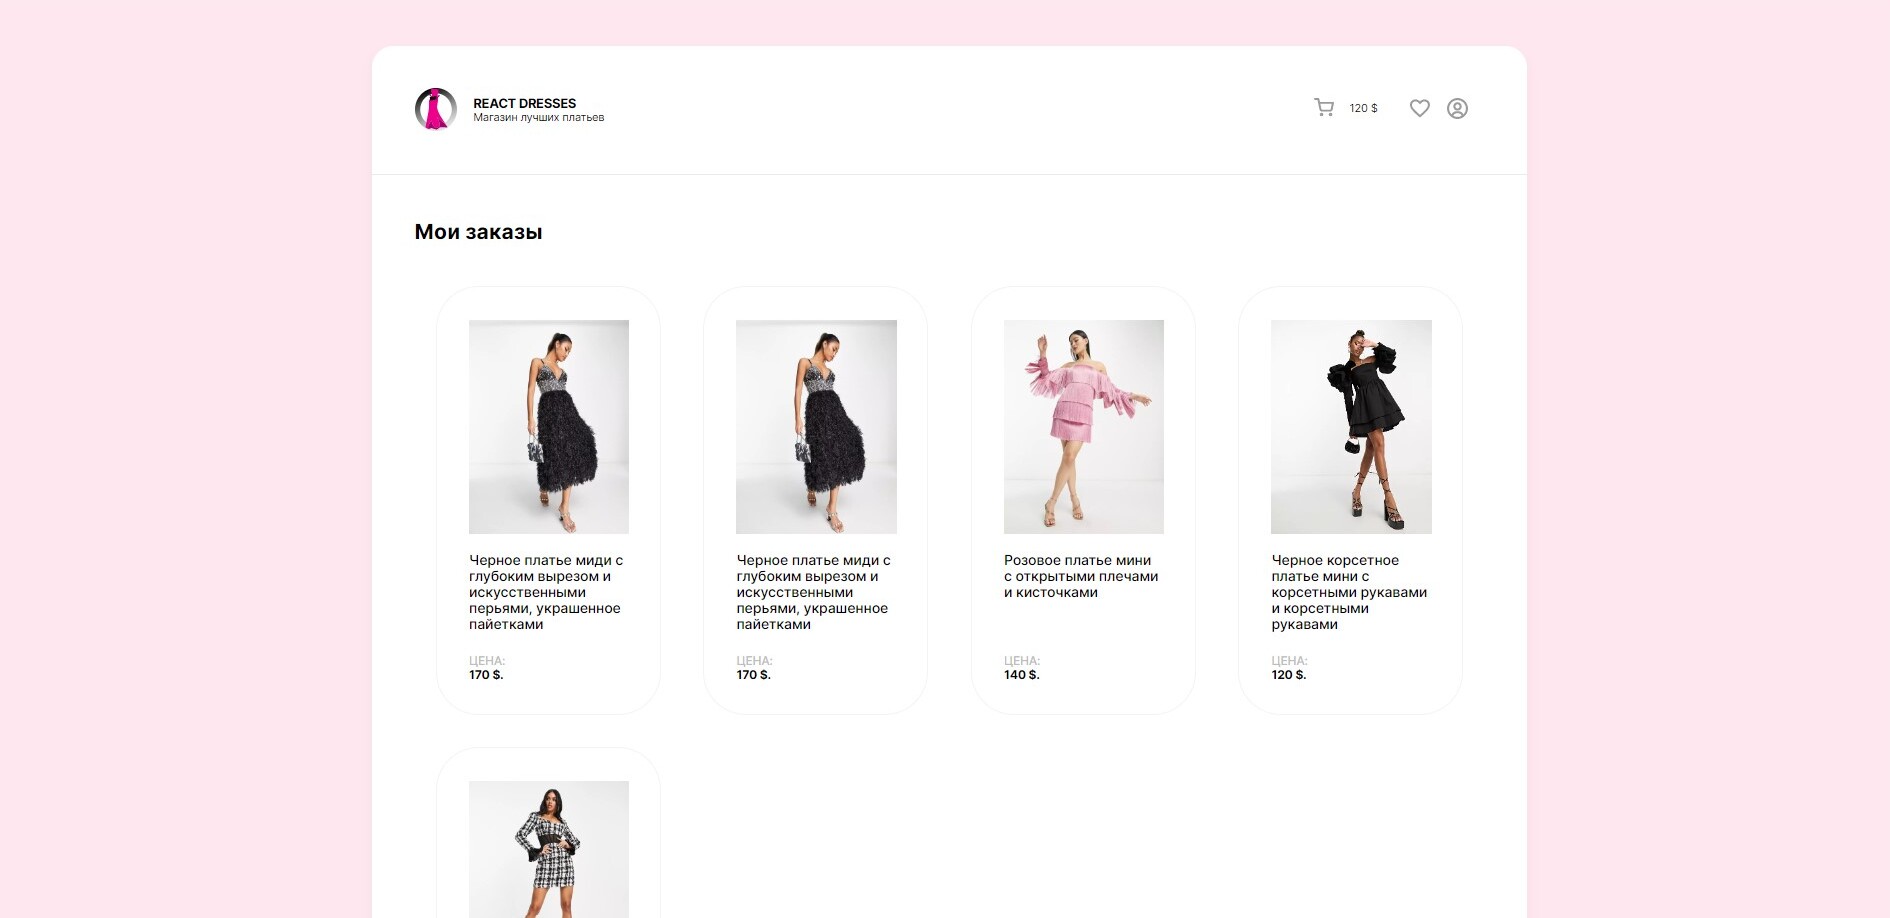 REACT DRESSES
Магазин лучших платьев
120 $
Мои заказы
Черное платье миди с
глубоким вырезом и
искусственными
перьями, украшенное
пайетками
ЦЕНА:
170 $.
Черное платье миди с
глубоким вырезом и
искусственными
перьями, украшенное
пайетками
ЦЕНА:
170 $.
Розовое платье мини
с открытыми плечами
и кисточками
ЦЕНА:
140 $.
Черное корсетное
платье мини с
корсетными рукавами
и корсетными
рукавами
ЦЕНА:
120 $.